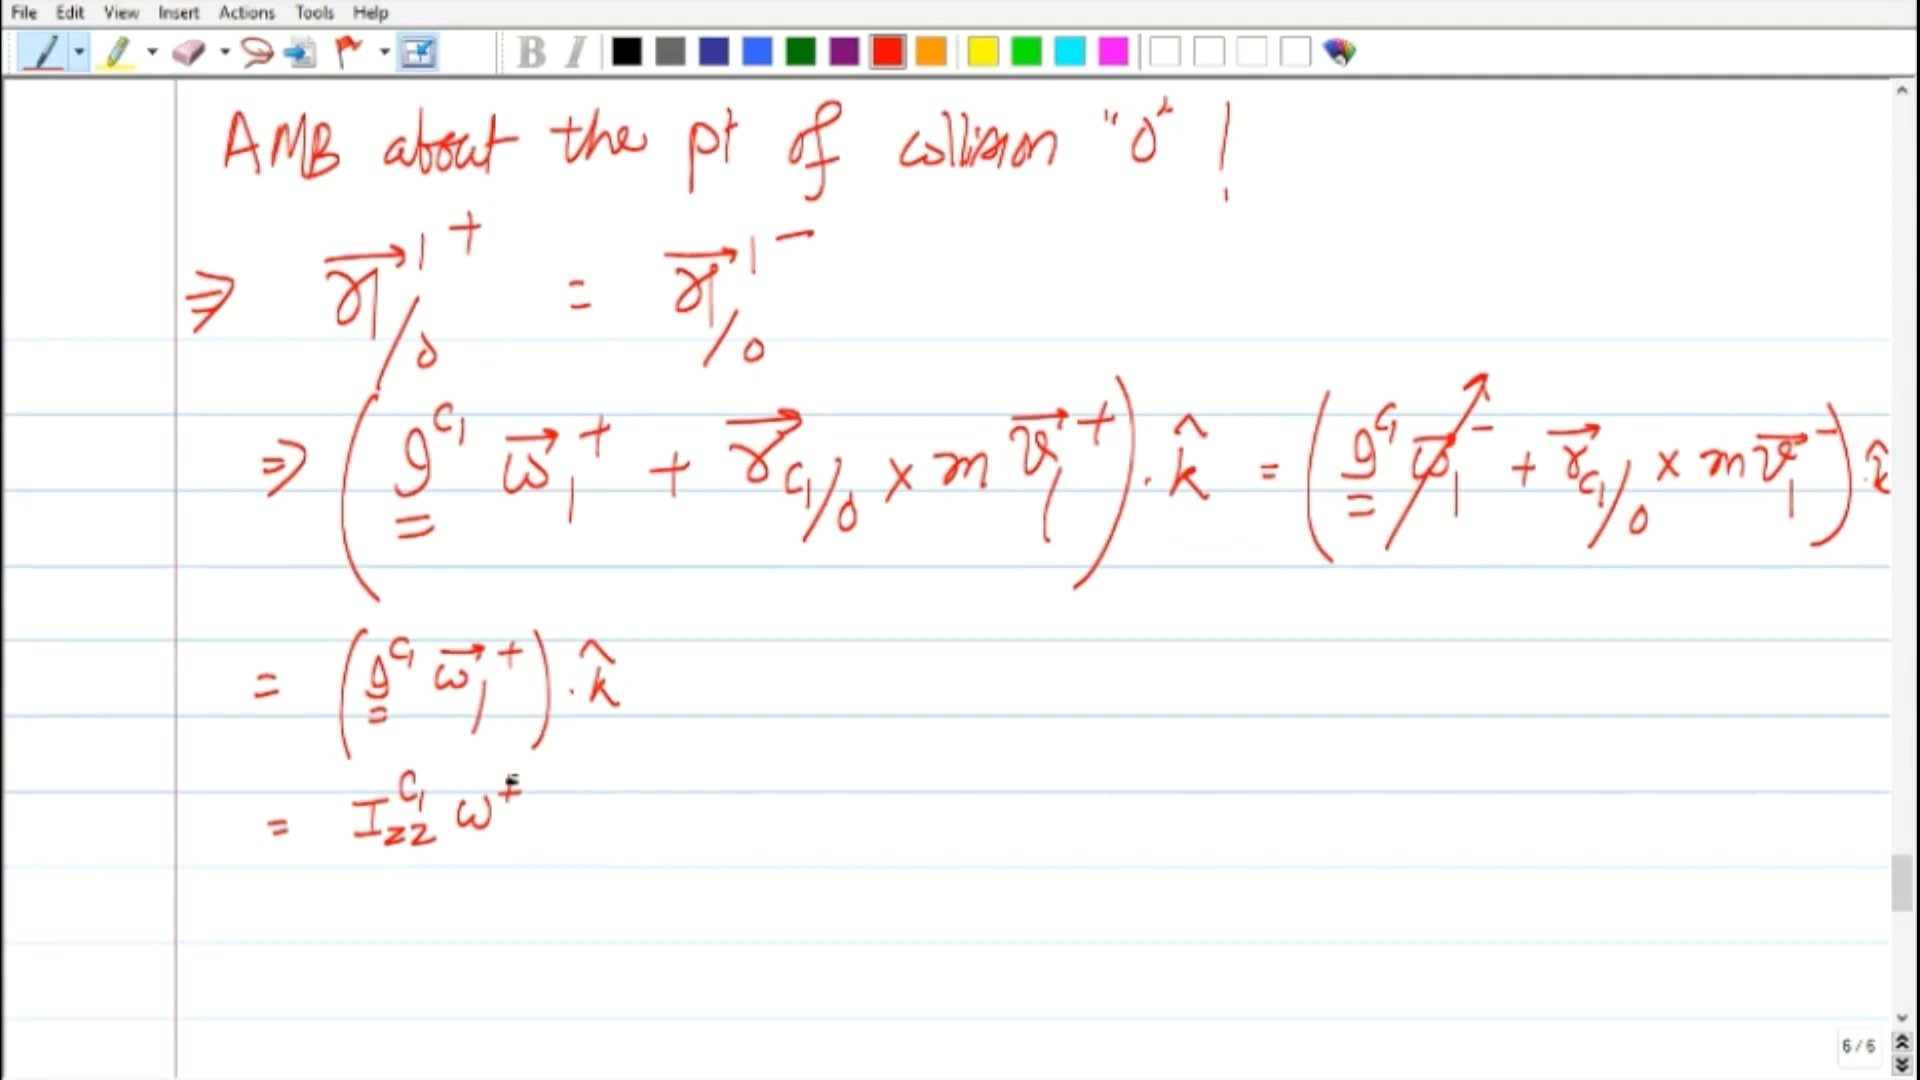 File Edit View Insert Actions Tools Help
B I
AMB about the pt of collision "O" !
⇒ H⃗¹⁺/O = H⃗¹⁻/O
⇒ (I^C₁ ω⃗₁⁺ + r⃗C₁/O × m v⃗₁⁺) . k̂ = (I^C₁ ω⃗₁⁻ + r⃗C₁/O × m v⃗₁⁻) . k̂
= (I^C₁ ω⃗₁⁺) . k̂
= I^C₁_zz ω⁺
6 / 6